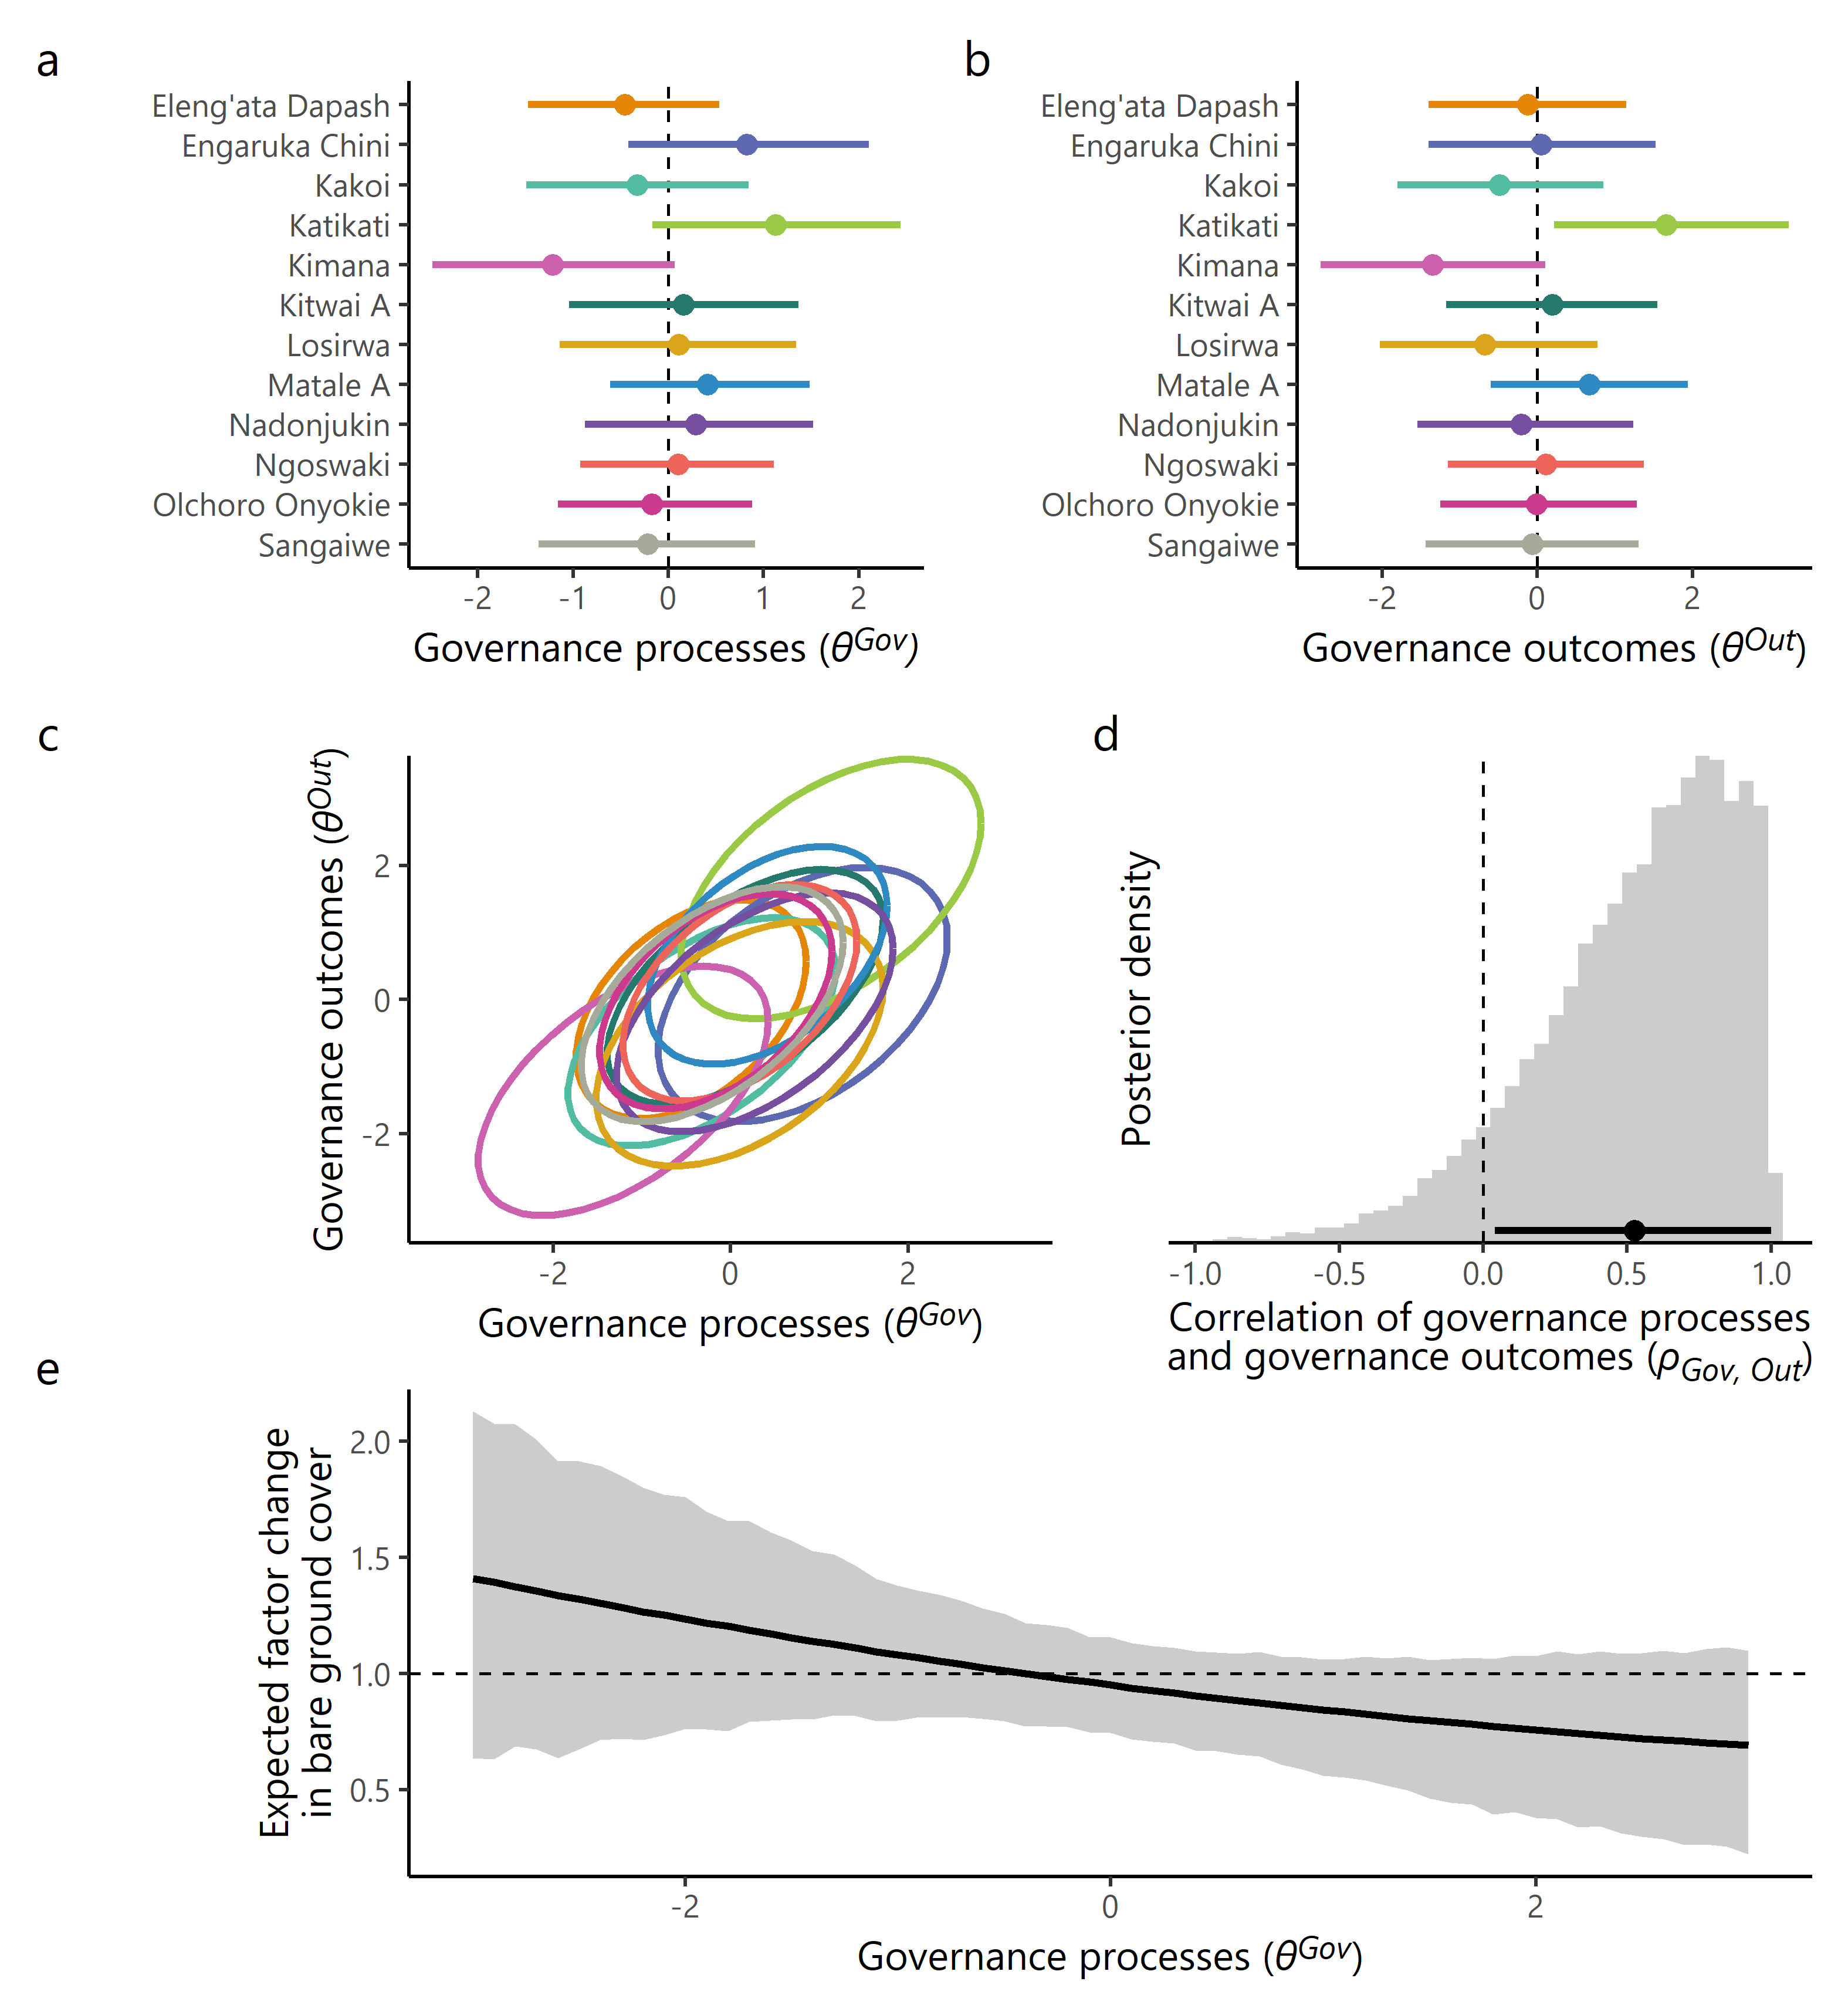 a
Eleng'ata Dapash
Engaruka Chini
Kakoi
Katikati
Kimana
Kitwai A
Losirwa
Matale A
Nadonjukin
Ngoswaki
Olchoro Onyokie
Sangaiwe
-2 -1 0 1 2
Governance processes (θ^Gov)
b
Eleng'ata Dapash
Engaruka Chini
Kakoi
Katikati
Kimana
Kitwai A
Losirwa
Matale A
Nadonjukin
Ngoswaki
Olchoro Onyokie
Sangaiwe
-2 0 2
Governance outcomes (θ^Out)
c
Governance outcomes (θ^Out)
2
0
-2
-2 0 2
Governance processes (θ^Gov)
d
Posterior density
-1.0 -0.5 0.0 0.5 1.0
Correlation of governance processes
and governance outcomes (ρ_Gov, Out)
e
Expected factor change
in bare ground cover
2.0
1.5
1.0
0.5
-2 0 2
Governance processes (θ^Gov)